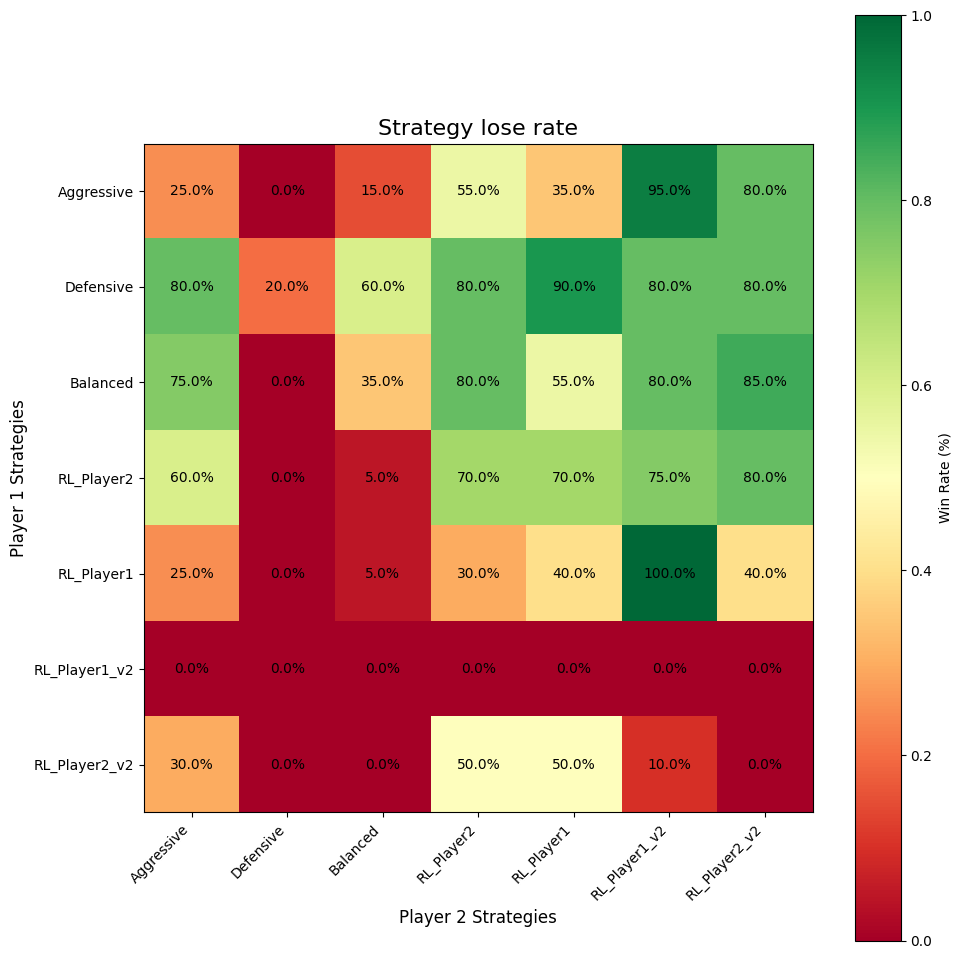 Strategy lose rate
Aggressive 25.0% 0.0% 15.0% 55.0% 35.0% 95.0% 80.0%
Defensive 80.0% 20.0% 60.0% 80.0% 90.0% 80.0% 80.0%
Balanced 75.0% 0.0% 35.0% 80.0% 55.0% 80.0% 85.0%
RL_Player2 60.0% 0.0% 5.0% 70.0% 70.0% 75.0% 80.0%
RL_Player1 25.0% 0.0% 5.0% 30.0% 40.0% 100.0% 40.0%
RL_Player1_v2 0.0% 0.0% 0.0% 0.0% 0.0% 0.0% 0.0%
RL_Player2_v2 30.0% 0.0% 0.0% 50.0% 50.0% 10.0% 0.0%
Player 1 Strategies
Aggressive Defensive Balanced RL_Player2 RL_Player1 RL_Player1_v2 RL_Player2_v2
Player 2 Strategies
1.0
0.8
0.6
0.4
0.2
0.0
Win Rate (%)